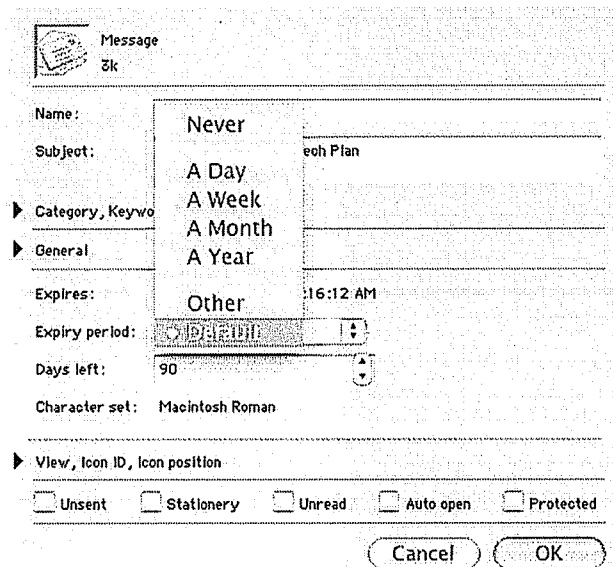 Message
3k
Name:
Never
Subject:
ech Plan
A Day
A Week
Category, Keywo
A Month
General
A Year
Expires:
:16:12 AM
Other
Expiry period:
Default
Days left:
90
Character set: Macintosh Roman
View, Icon ID, Icon position
Unsent Stationery Unread Auto open Protected
Cancel OK